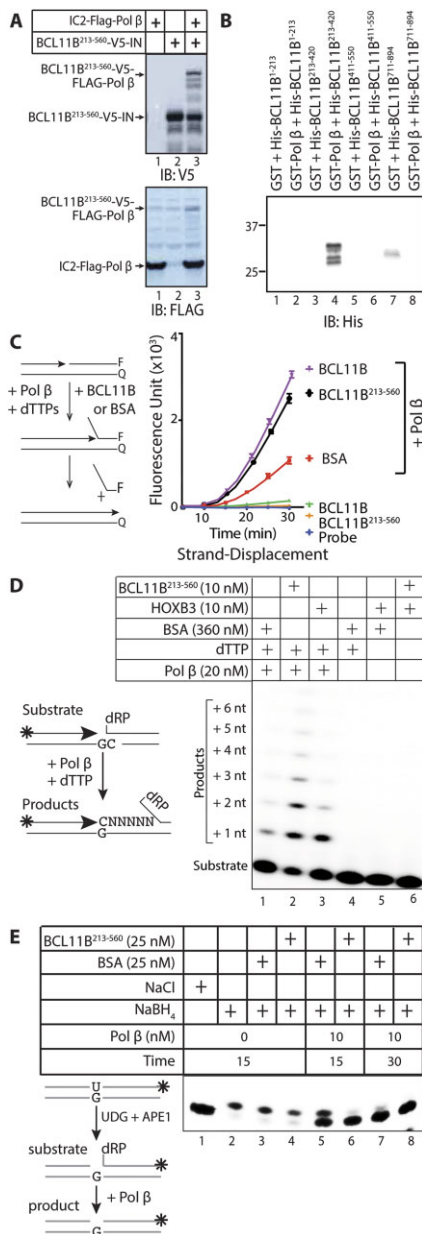 A
IC2-Flag-Pol β + +
BCL11B213-560-V5-IN + +
BCL11B213-560-V5-
FLAG-Pol β
BCL11B213-560-V5-IN
1 2 3
IB: V5
BCL11B213-560-V5-
FLAG-Pol β
IC2-Flag-Pol β
1 2 3
IB: FLAG
B
GST + His-BCL11B1-213
GST-Pol β + His-BCL11B1-213
GST + His-BCL11B213-420
GST-Pol β + His-BCL11B213-420
GST + His-BCL11B411-550
GST-Pol β + His-BCL11B411-550
GST + His-BCL11B711-894
GST-Pol β + His-BCL11B711-894
37
25
1 2 3 4 5 6 7 8
IB: His
C
F
Q
+ Pol β
+ dTTPs
+ BCL11B
or BSA
F
Q
+
F
Q
Fluorescence Unit (x103)
4
2
0
5 10 20 30
Time (min)
Strand-Displacement
BCL11B
BCL11B213-560
BSA
+ Pol β
BCL11B
BCL11B213-560
Probe
D
BCL11B213-560 (10 nM) + +
HOXB3 (10 nM) + + +
BSA (360 nM) + + +
dTTP + + + +
Pol β (20 nM) + + +
Substrate
dRP
GC
+ Pol β
+ dTTP
Products
dRP
CNNNNN
G
Products
+ 6 nt
+ 5 nt
+ 4 nt
+ 3 nt
+ 2 nt
+ 1 nt
Substrate
1 2 3 4 5 6
E
BCL11B213-560 (25 nM) + + +
BSA (25 nM) + + +
NaCl +
NaBH4 + + + + + + +
Pol β (nM) 0 10 10
Time 15 15 30
U
G
UDG + APE1
substrate
dRP
G
product
+ Pol β
G
1 2 3 4 5 6 7 8